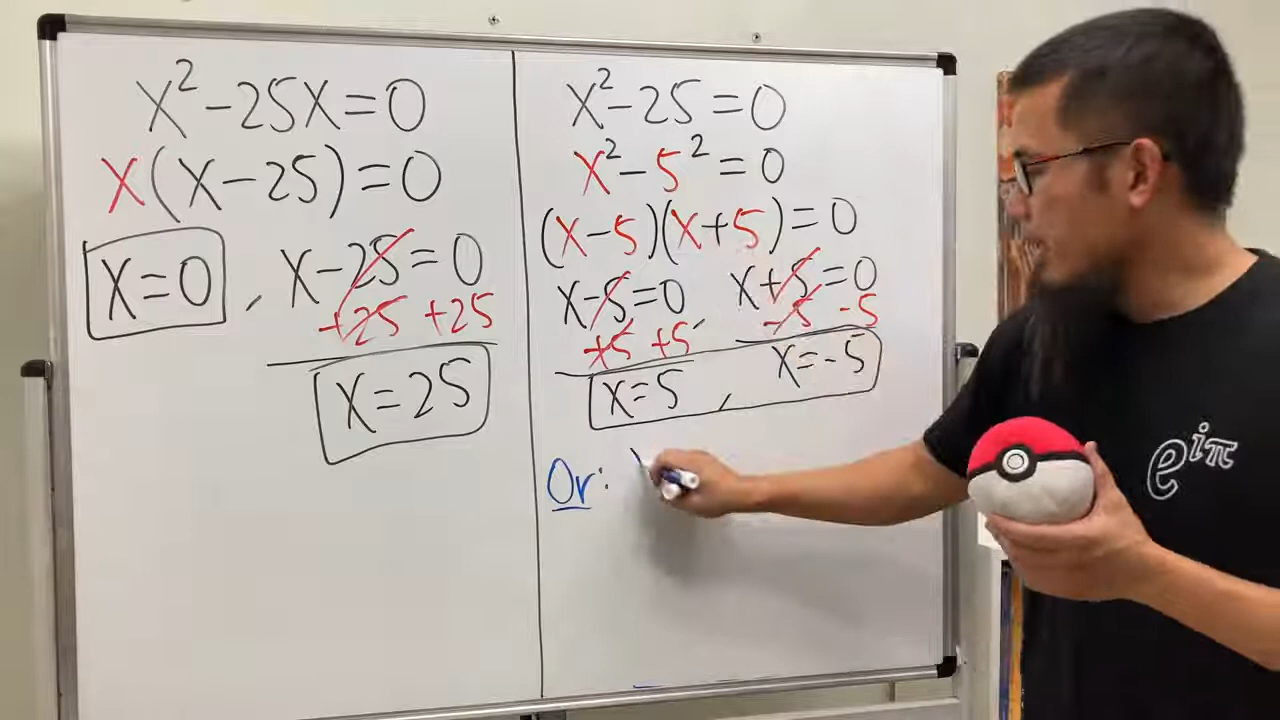 x²-25x=0
x(x-25)=0
x=0, x-25=0
+25 +25
x=25
x²-25=0
x²-5²=0
(x-5)(x+5)=0
x-5=0, x+5=0
+5 +5 -5 -5
x=5, x=-5
Or:
e^{iπ}